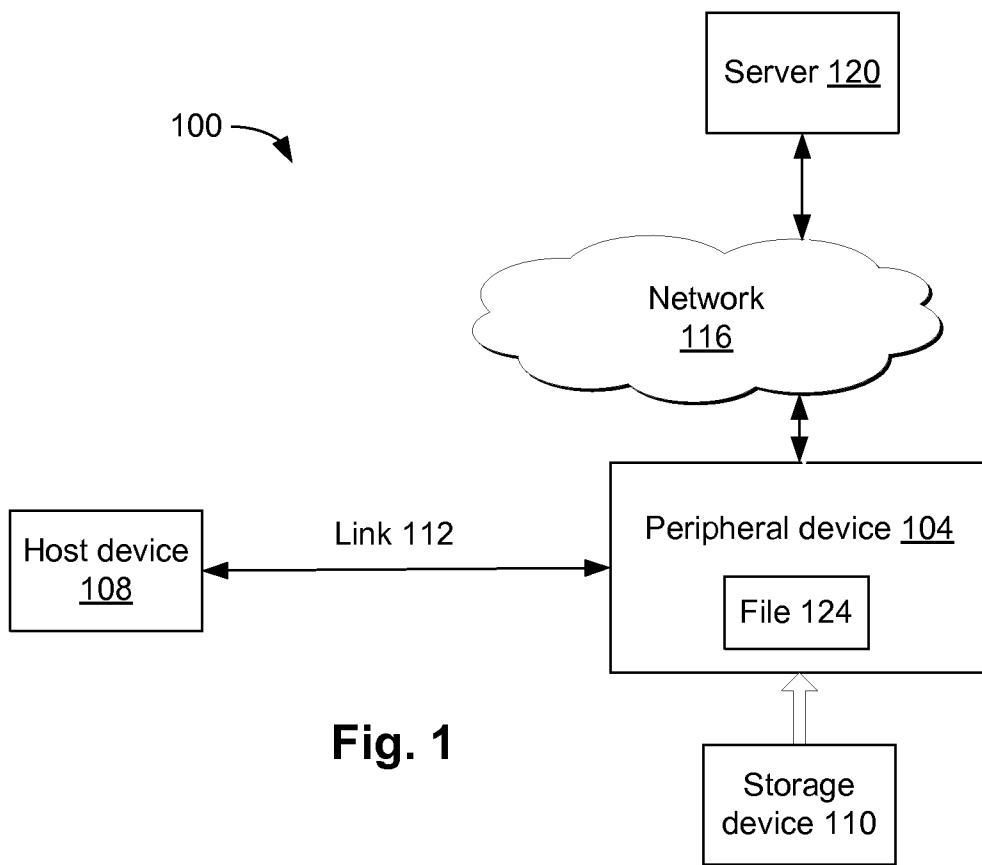 Server 120
100
Network
116
Peripheral device 104
Link 112
Host device
108
File 124
Fig. 1
Storage
device 110